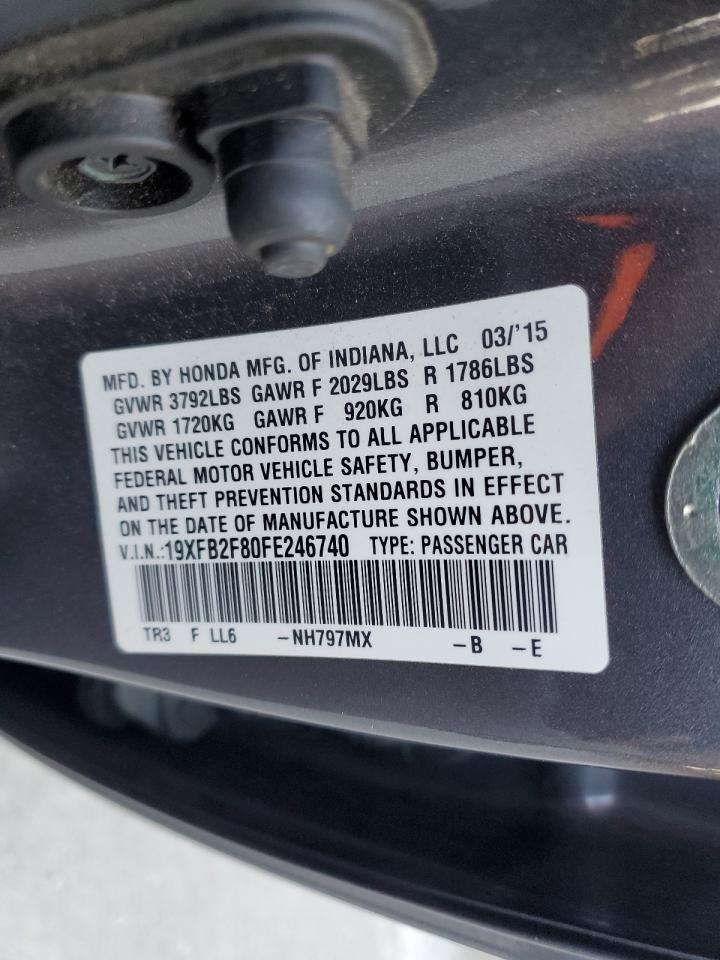 MFD. BY HONDA MFG. OF INDIANA, LLC 03/'15
GVWR 3792LBS GAWR F 2029LBS R 1786LBS
GVWR 1720KG GAWR F 920KG R 810KG
THIS VEHICLE CONFORMS TO ALL APPLICABLE
FEDERAL MOTOR VEHICLE SAFETY, BUMPER,
AND THEFT PREVENTION STANDARDS IN EFFECT
ON THE DATE OF MANUFACTURE SHOWN ABOVE.
V.I.N.:19XFB2F80FE246740 TYPE: PASSENGER CAR
TR3 F LL6 -NH797MX -B -E